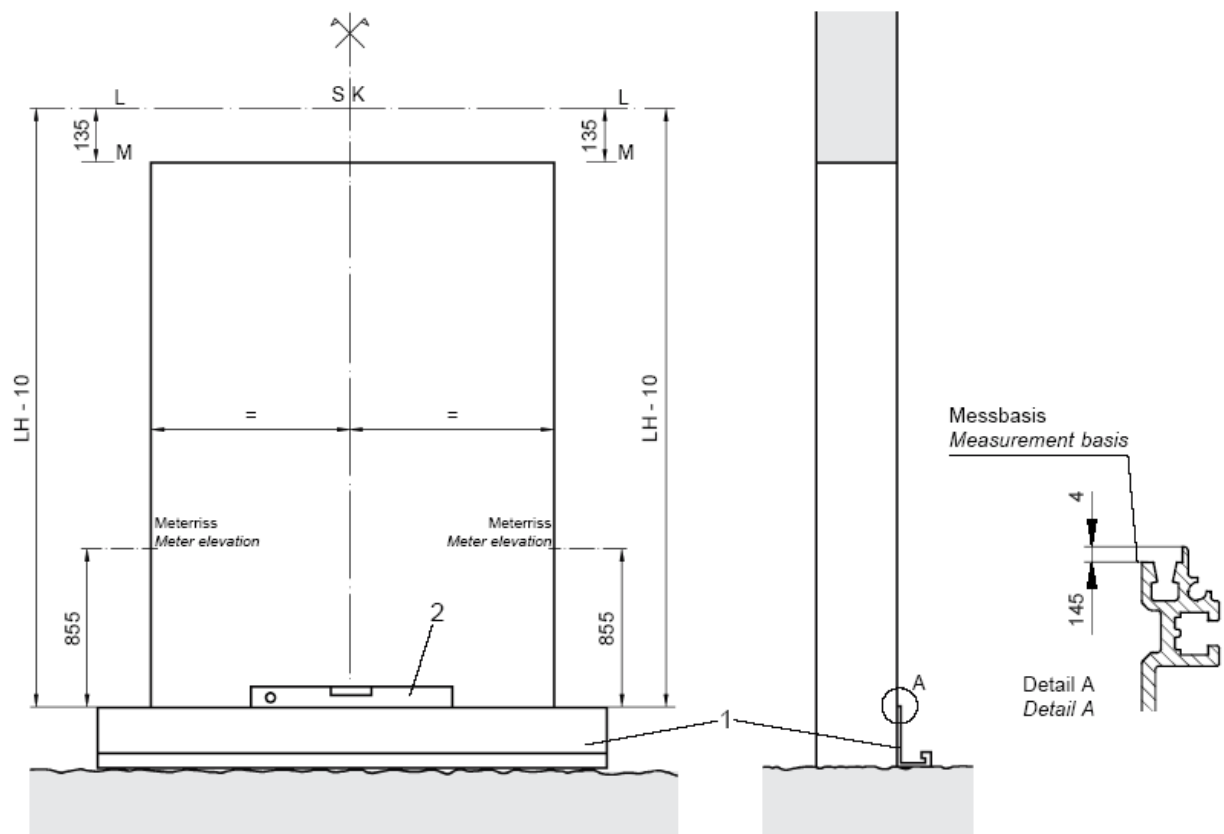 L
S K
L
135
M
135
M
LH - 10
LH - 10
=
=
Meterriss
Meter elevation
Meterriss
Meter elevation
855
855
2
1
A
Messbasis
Measurement basis
4
145
Detail A
Detail A